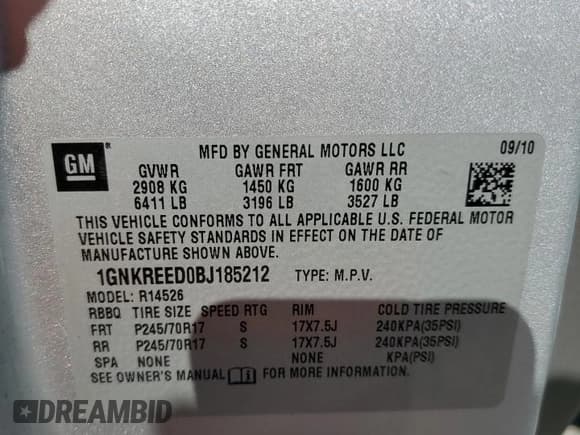 GM
MFD BY GENERAL MOTORS LLC 09/10
GVWR GAWR FRT GAWR RR
2908 KG 1450 KG 1600 KG
6411 LB 3196 LB 3527 LB
THIS VEHICLE CONFORMS TO ALL APPLICABLE U.S. FEDERAL MOTOR
VEHICLE SAFETY STANDARDS IN EFFECT ON THE DATE OF
MANUFACTURE SHOWN ABOVE.
1GNKREED0BJ185212 TYPE: M.P.V.
MODEL: R14526
RBBQ TIRE SIZE SPEED RTG RIM COLD TIRE PRESSURE
FRT P245/70R17 S 17X7.5J 240KPA(35PSI)
RR P245/70R17 S 17X7.5J 240KPA(35PSI)
SPA NONE NONE KPA(PSI)
SEE OWNER'S MANUAL FOR MORE INFORMATION.
DREAMBID